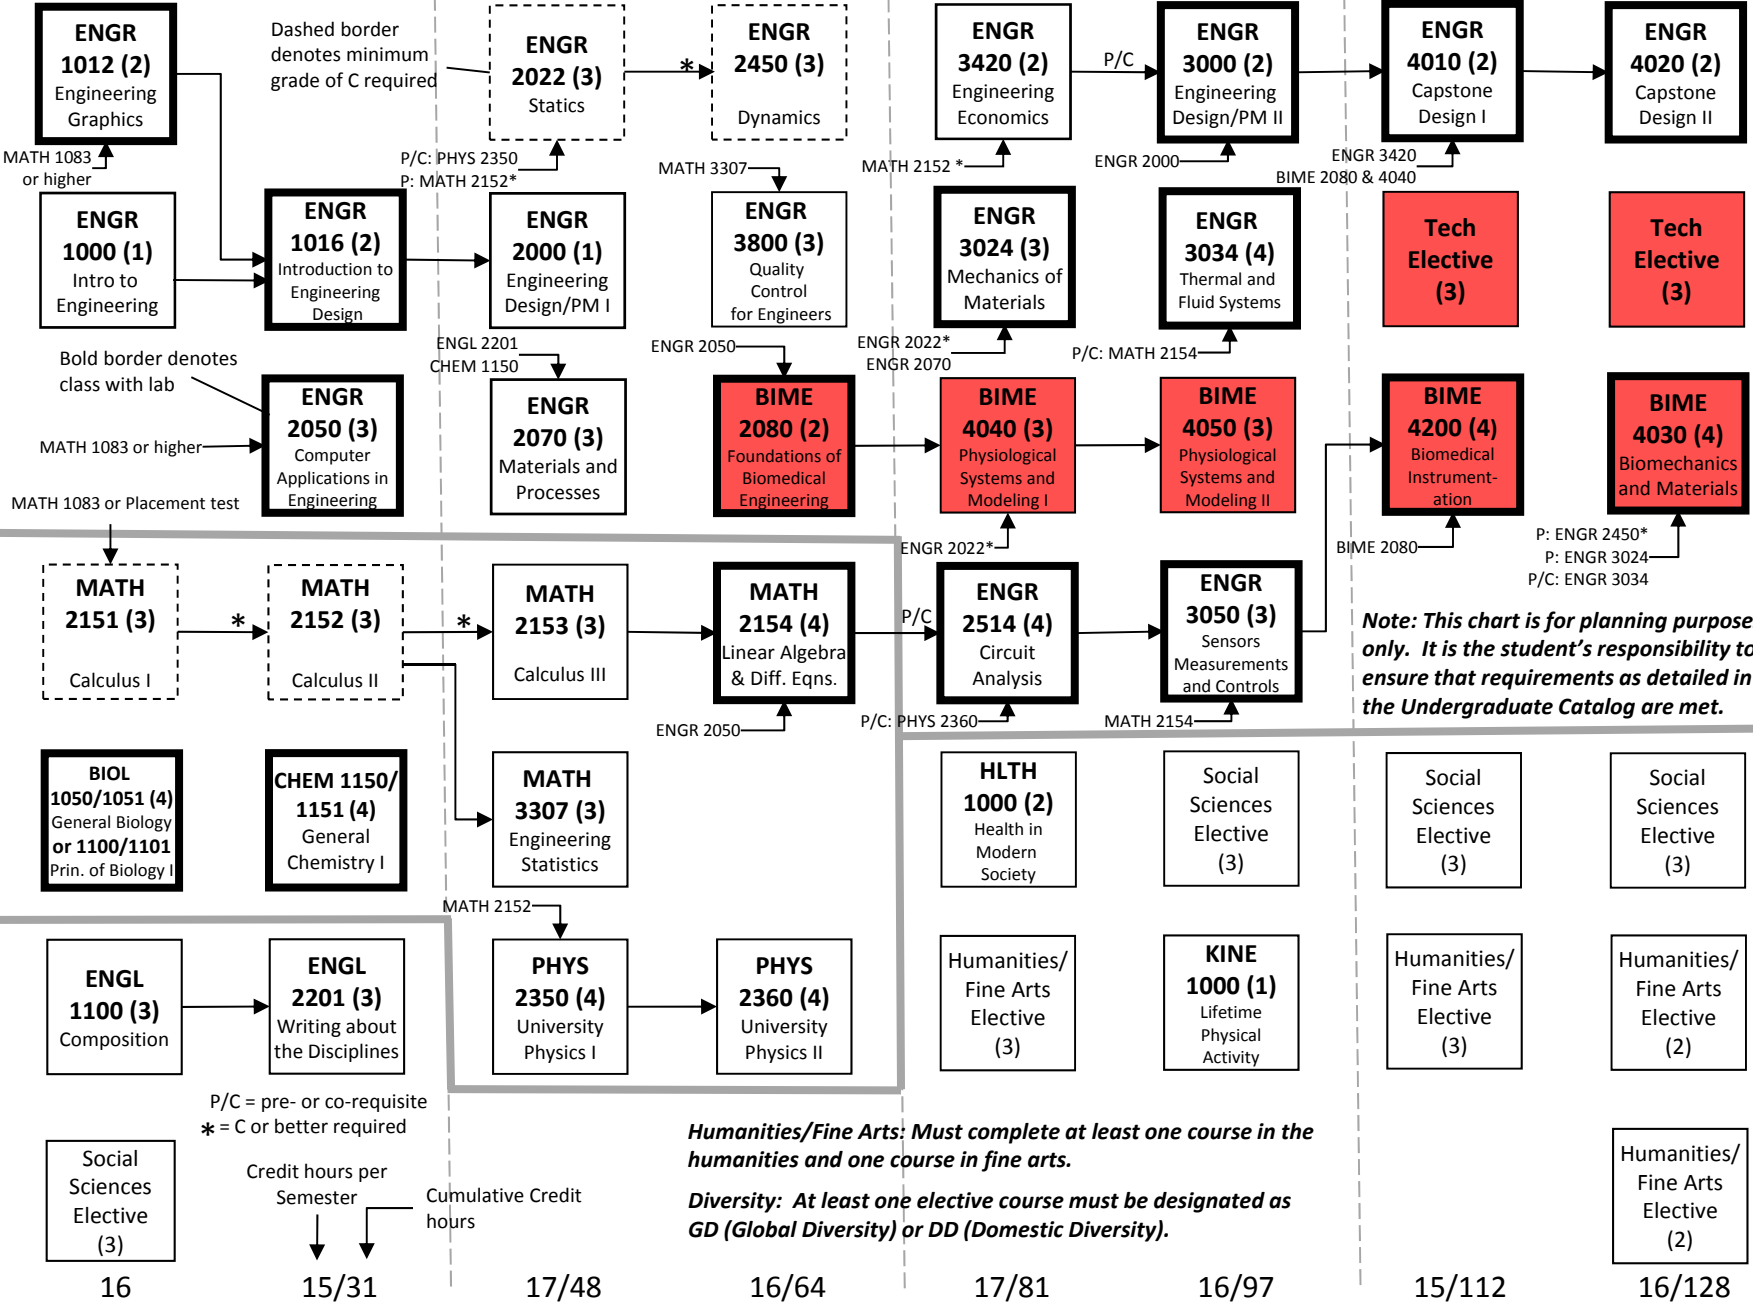 ENGR
1012 (2)
Engineering
Graphics
Dashed border
denotes minimum
grade of C required
ENGR
2022 (3)
Statics
*
ENGR
2450 (3)
Dynamics
ENGR
3420 (2)
Engineering
Economics
P/C
ENGR
3000 (2)
Engineering
Design/PM II
ENGR
4010 (2)
Capstone
Design I
ENGR
4020 (2)
Capstone
Design II
MATH 1083
or higher
P/C: PHYS 2350
P: MATH 2152*
MATH 3307
MATH 2152 *
ENGR 2000
ENGR 3420
BIME 2080 & 4040
ENGR
1000 (1)
Intro to
Engineering
ENGR
1016 (2)
Introduction to
Engineering
Design
ENGR
2000 (1)
Engineering
Design/PM I
ENGR
3800 (3)
Quality
Control
for Engineers
ENGR
3024 (3)
Mechanics of
Materials
ENGR
3034 (4)
Thermal and
Fluid Systems
Tech
Elective
(3)
Tech
Elective
(3)
Bold border denotes
class with lab
ENGL 2201
CHEM 1150
ENGR 2050
ENGR 2022*
ENGR 2070
P/C: MATH 2154
MATH 1083 or higher
ENGR
2050 (3)
Computer
Applications in
Engineering
ENGR
2070 (3)
Materials and
Processes
BIME
2080 (2)
Foundations of
Biomedical
Engineering
BIME
4040 (3)
Physiological
Systems and
Modeling I
BIME
4050 (3)
Physiological
Systems and
Modeling II
BIME
4200 (4)
Biomedical
Instrument-
ation
BIME
4030 (4)
Biomechanics
and Materials
MATH 1083 or Placement test
ENGR 2022*
BIME 2080
P: ENGR 2450*
P: ENGR 3024
P/C: ENGR 3034
MATH
2151 (3)
Calculus I
*
MATH
2152 (3)
Calculus II
*
MATH
2153 (3)
Calculus III
MATH
2154 (4)
Linear Algebra
& Diff. Eqns.
P/C
ENGR
2514 (4)
Circuit
Analysis
ENGR
3050 (3)
Sensors
Measurements
and Controls
Note: This chart is for planning purpose
only. It is the student's responsibility to
ensure that requirements as detailed in
the Undergraduate Catalog are met.
ENGR 2050
P/C: PHYS 2360
MATH 2154
BIOL
1050/1051 (4)
General Biology
or 1100/1101
Prin. of Biology I
CHEM 1150/
1151 (4)
General
Chemistry I
MATH
3307 (3)
Engineering
Statistics
HLTH
1000 (2)
Health in
Modern
Society
Social
Sciences
Elective
(3)
Social
Sciences
Elective
(3)
Social
Sciences
Elective
(3)
MATH 2152
ENGL
1100 (3)
Composition
ENGL
2201 (3)
Writing about
the Disciplines
PHYS
2350 (4)
University
Physics I
PHYS
2360 (4)
University
Physics II
Humanities/
Fine Arts
Elective
(3)
KINE
1000 (1)
Lifetime
Physical
Activity
Humanities/
Fine Arts
Elective
(3)
Humanities/
Fine Arts
Elective
(2)
P/C = pre- or co-requisite
* = C or better required
Social
Sciences
Elective
(3)
Credit hours per
Semester
Cumulative Credit
hours
Humanities/Fine Arts: Must complete at least one course in the
humanities and one course in fine arts.
Diversity: At least one elective course must be designated as
GD (Global Diversity) or DD (Domestic Diversity).
Humanities/
Fine Arts
Elective
(2)
16
15/31
17/48
16/64
17/81
16/97
15/112
16/128